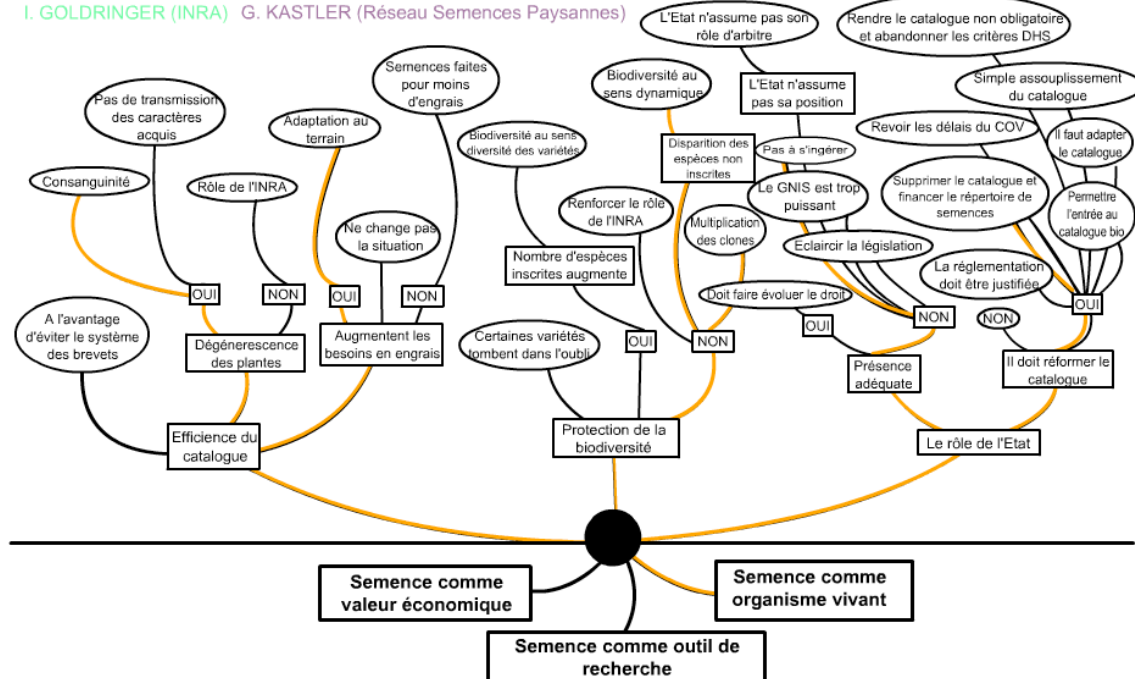 I. GOLDRINGER (INRA) G. KASTLER (Réseau Semences Paysannes)
L'Etat n'assume pas son
rôle d'arbitre
Rendre le catalogue non obligatoire
et abandonner les critères DHS
Semences faites
pour moins
d'engrais
Biodiversité au
sens dynamique
L'Etat n'assume
pas sa position
Simple assouplissement
du catalogue
Pas de transmission
des caractères
acquis
Adaptation au
terrain
Biodiversité au sens
diversité des variétés
Disparition des
espèces non
inscrites
Pas à s'ingérer
Revoir les délais du COV
Il faut adapter
le catalogue
Consanguinité
Rôle de l'INRA
Renforcer le rôle
de l'INRA
Le GNIS est trop
puissant
Supprimer le catalogue et
financer le répertoire de
semences
Permettre
l'entrée au
catalogue bio
Ne change pas
la situation
Multiplication
des clones
Eclaircir la législation
Nombre d'espèces
inscrites augmente
La réglementation
doit être justifiée
OUI
NON
OUI
NON
Doit faire évoluer le droit
OUI
NON
NON
OUI
A l'avantage
d'éviter le système
des brevets
Dégénerescence
des plantes
Augmentent les
besoins en engrais
Certaines variétés
tombent dans l'oubli
OUI
NON
Présence
adéquate
Il doit réformer le
catalogue
Efficience du
catalogue
Protection de la
biodiversité
Le rôle de l'Etat
Semence comme
valeur économique
Semence comme
organisme vivant
Semence comme outil de
recherche